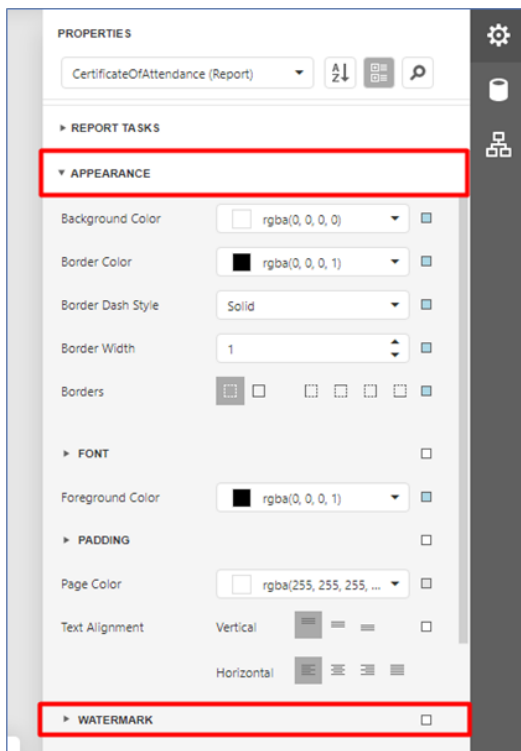 PROPERTIES
CertificateOfAttendance (Report)
REPORT TASKS
APPEARANCE
Background Color rgba(0, 0, 0, 0)
Border Color rgba(0, 0, 0, 1)
Border Dash Style Solid
Border Width 1
Borders
FONT
Foreground Color rgba(0, 0, 0, 1)
PADDING
Page Color rgba(255, 255, 255, ...
Text Alignment Vertical
Horizontal
WATERMARK